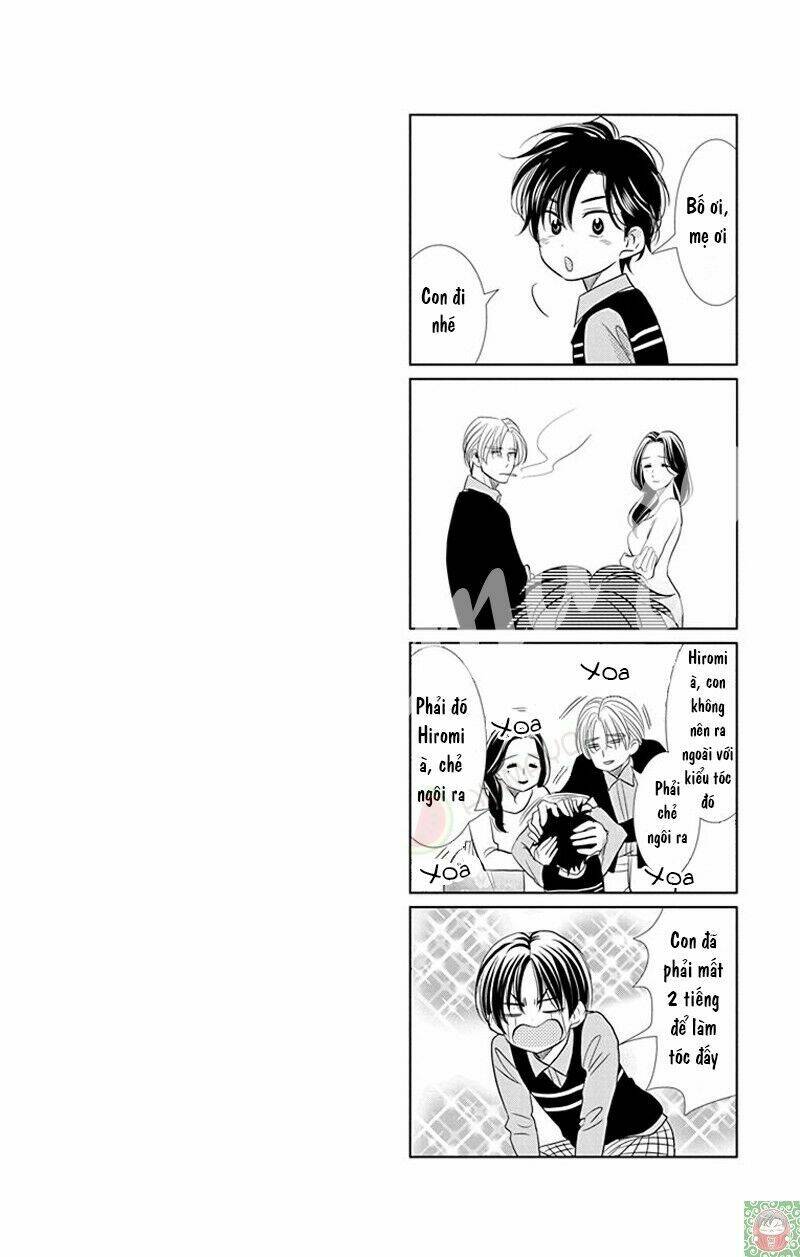 Bố ơi,
mẹ ơi
Con đi
nhé
Hiromi
à, con
không
nên ra
ngoài với
kiểu tóc
đó
Phải
chẻ
ngôi ra
Xoa
Xoa
Phải đó
Hiromi
à, chẻ
ngôi ra
Xoa
Xoa
Con đã
phải mất
2 tiếng
để làm
tóc đấy